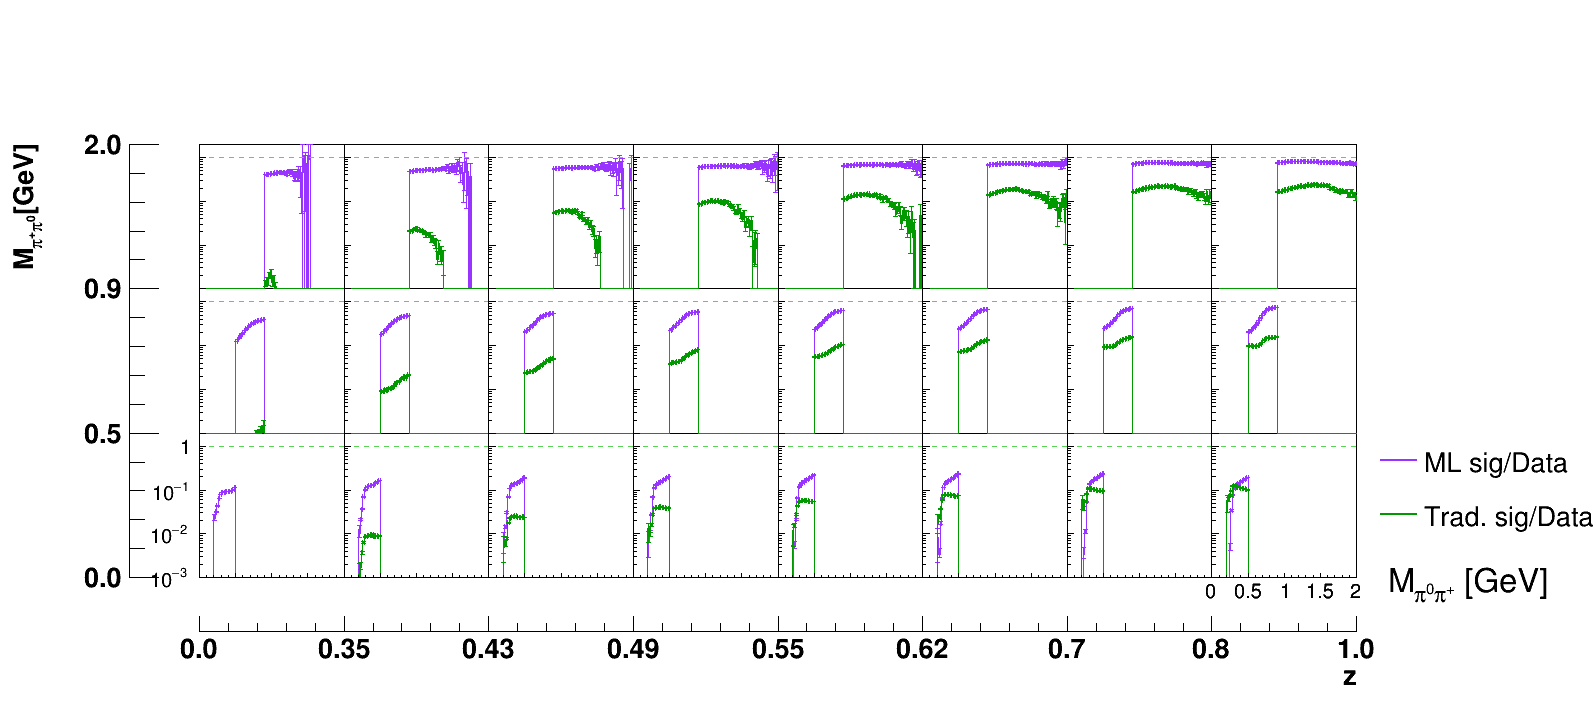 M_{π⁺π⁰} [GeV]
2.0
0.9
0.5
0.0
1
10⁻¹
10⁻²
10⁻³
ML sig/Data
Trad. sig/Data
0 0.5 1 1.5 2
M_{π⁰π⁺} [GeV]
0.0 0.35 0.43 0.49 0.55 0.62 0.7 0.8 1.0
z